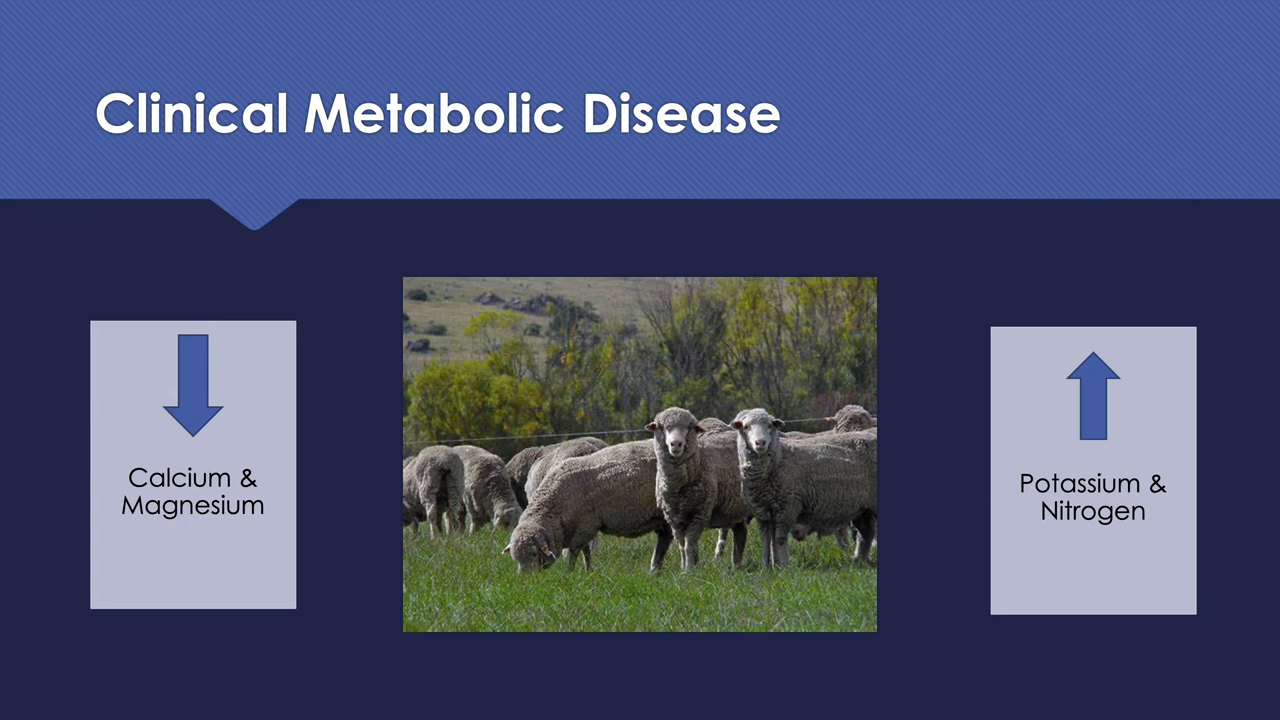 Clinical Metabolic Disease
Calcium &
Magnesium
Potassium &
Nitrogen